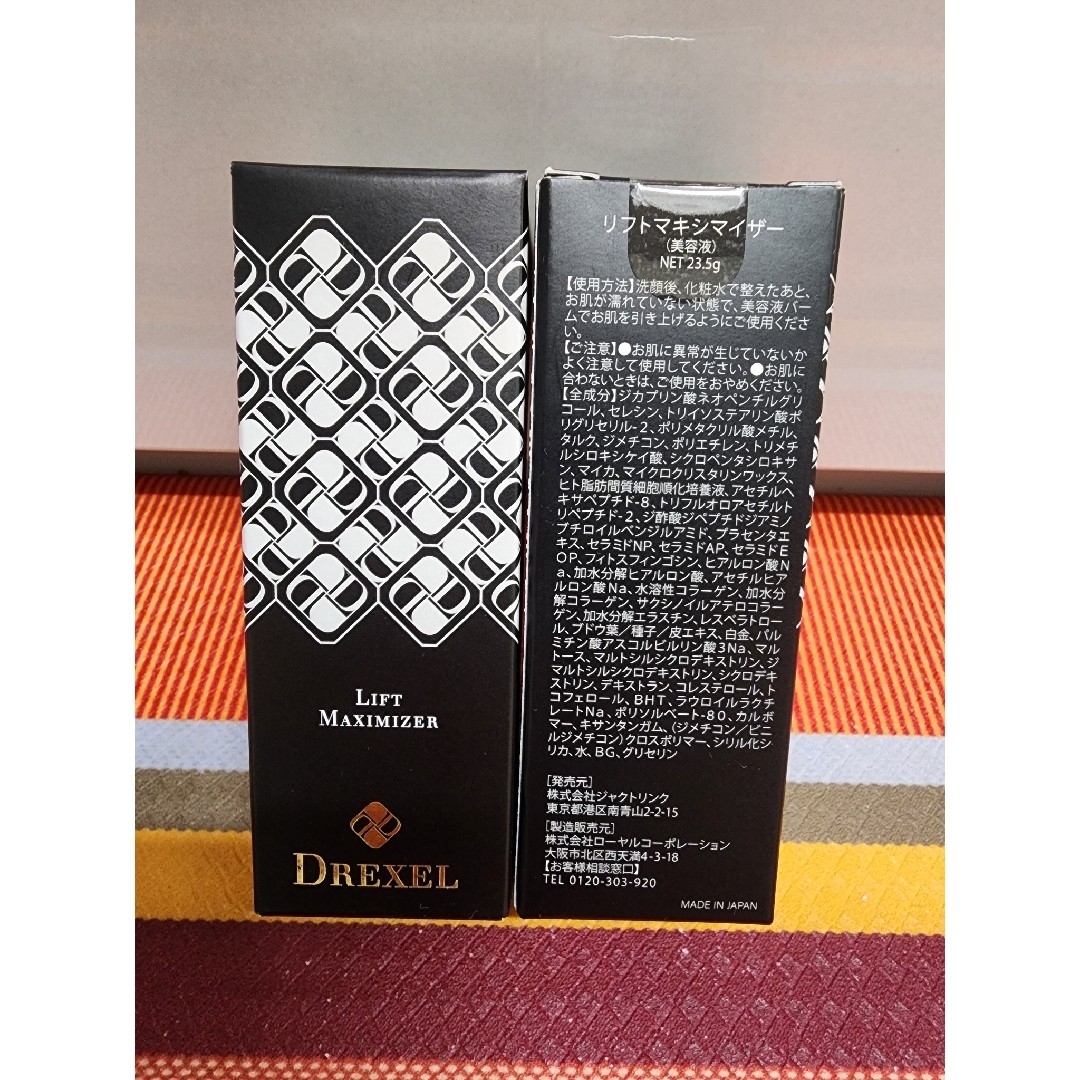 LIFT
MAXIMIZER
DREXEL
リフトマキシマイザー
(美容液)
NET 23.5g
【使用方法】洗顔後、化粧水で整えたあと、
お肌が濡れていない状態で、美容液バー
ムでお肌を引き上げるようにご使用くださ
い。
【ご注意】●お肌に異常が生じていないか
よく注意して使用してください。●お肌に
合わないときは、ご使用をおやめください。
【全成分】ジカプリン酸ネオペンチルグリ
コール、セレシン、トリイソステアリン酸ポ
リグリセリル-2、ポリメタクリル酸メチル、
タルク、ジメチコン、ポリエチレン、トリメチ
ルシロキシケイ酸、シクロペンタシロキサ
ン、マイカ、マイクロクリスタリンワックス、
ヒト脂肪間質細胞順化培養液、アセチルヘ
キサペプチド-8、トリフルオロアセチルト
リペプチド-2、ジ酢酸ジペプチドジアミノ
ブチロイルベンジルアミド、プラセンタエ
キス、セラミドNP、セラミドAP、セラミドE
OP、フィトスフィンゴシン、ヒアルロン酸N
a、加水分解ヒアルロン酸、アセチルヒア
ルロン酸Na、水溶性コラーゲン、加水分
解コラーゲン、サクシノイルアテロコラー
ゲン、加水分解エラスチン、レスベラトロー
ル、ブドウ葉/種子/皮エキス、白金、パル
ミチン酸アスコルビルリン酸3Na、マル
トース、マルトシルシクロデキストリン、ジ
マルトシルシクロデキストリン、シクロデキ
ストリン、デキストラン、コレステロール、ト
コフェロール、BHT、ラウロイルラクチ
レートNa、ポリソルベート-80、カルボ
マー、キサンタンガム、(ジメチコン/ビニ
ルジメチコン)クロスポリマー、シリル化シ
リカ、水、BG、グリセリン
[発売元]
株式会社ジャクトリンク
東京都港区南青山2-2-15
[製造販売元]
株式会社ローヤルコーポレーション
大阪市北区西天満4-3-18
【お客様相談窓口】
TEL 0120-303-920
MADE IN JAPAN